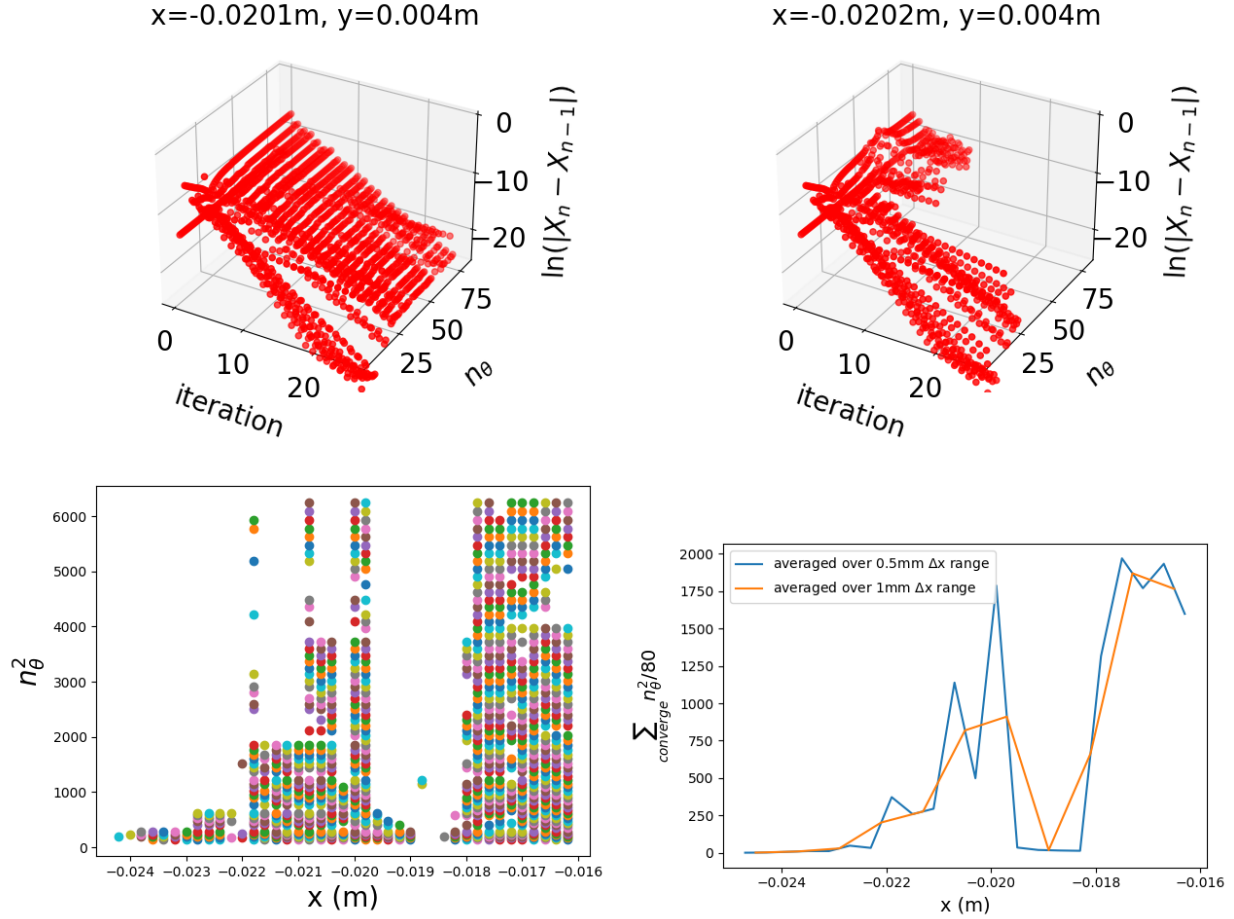 x=-0.0201m, y=0.004m
x=-0.0202m, y=0.004m
0
−10
−20
ln(|X_n − X_{n−1}|)
0
10
20
iteration
25
50
75
n_θ
0
−10
−20
ln(|X_n − X_{n−1}|)
0
10
20
iteration
25
50
75
n_θ
6000
5000
4000
3000
2000
1000
0
n_θ^2
−0.024 −0.023 −0.022 −0.021 −0.020 −0.019 −0.018 −0.017 −0.016
x (m)
averaged over 0.5mm Δx range
averaged over 1mm Δx range
2000
1750
1500
1250
1000
750
500
250
0
∑_{converge} n_θ^2/80
−0.024 −0.022 −0.020 −0.018 −0.016
x (m)